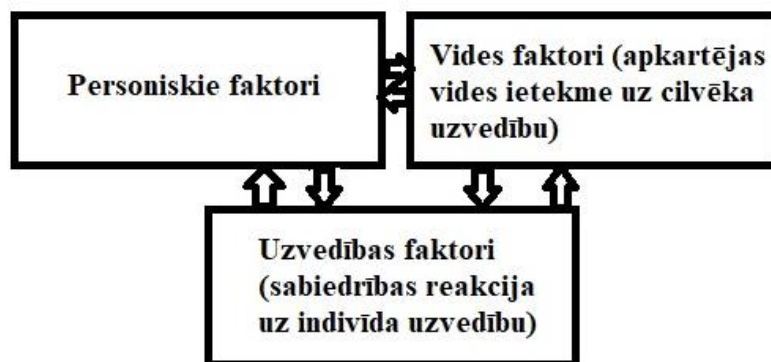 Personiskie faktori
Vides faktori (apkartējas
vides ietekme uz cilvēka
uzvedību)
Uzvedības faktori
(sabiedrības reakcija
uz indivīda uzvedību)